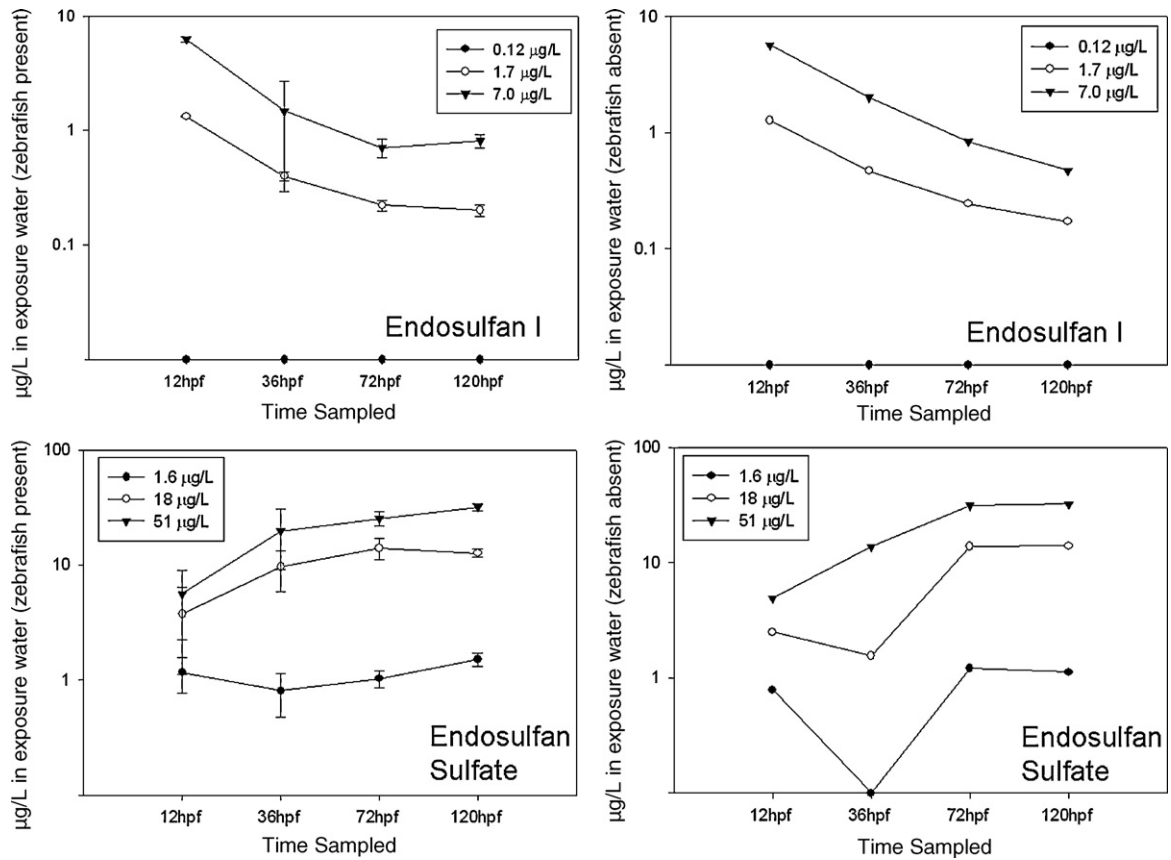 µg/L in exposure water (zebrafish present)
10
1
0.1
0.12 µg/L
1.7 µg/L
7.0 µg/L
Endosulfan I
12hpf 36hpf 72hpf 120hpf
Time Sampled
µg/L in exposure water (zebrafish absent)
10
1
0.1
0.12 µg/L
1.7 µg/L
7.0 µg/L
Endosulfan I
12hpf 36hpf 72hpf 120hpf
Time Sampled
µg/L in exposure water (zebrafish present)
100
10
1
1.6 µg/L
18 µg/L
51 µg/L
Endosulfan
Sulfate
12hpf 36hpf 72hpf 120hpf
Time Sampled
µg/L in exposure water (zebrafish absent)
100
10
1
1.6 µg/L
18 µg/L
51 µg/L
Endosulfan
Sulfate
12hpf 36hpf 72hpf 120hpf
Time Sampled